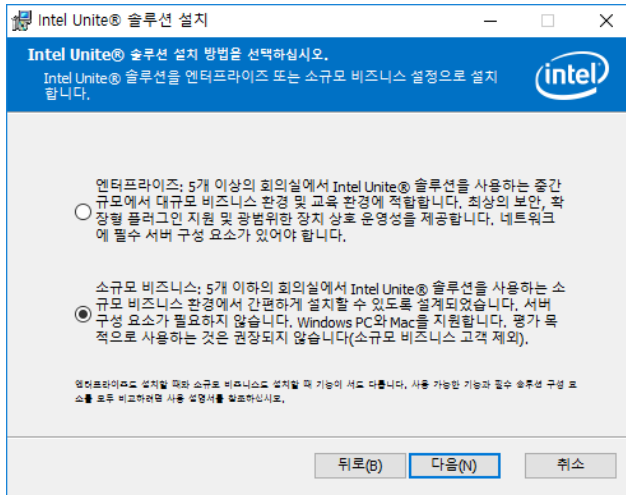 Intel Unite® 솔루션 설치
Intel Unite® 솔루션 설치 방법을 선택하십시오.
Intel Unite® 솔루션을 엔터프라이즈 또는 소규모 비즈니스 설정으로 설치
합니다.
intel
엔터프라이즈: 5개 이상의 회의실에서 Intel Unite® 솔루션을 사용하는 중간
규모에서 대규모 비즈니스 환경 및 교육 환경에 적합합니다. 최상의 보안, 확
장형 플러그인 지원 및 광범위한 장치 상호 운영성을 제공합니다. 네트워크
에 필수 서버 구성 요소가 있어야 합니다.
소규모 비즈니스: 5개 이하의 회의실에서 Intel Unite® 솔루션을 사용하는 소
규모 비즈니스 환경에서 간편하게 설치할 수 있도록 설계되었습니다. 서버
구성 요소가 필요하지 않습니다. Windows PC와 Mac을 지원합니다. 평가 목
적으로 사용하는 것은 권장되지 않습니다(소규모 비즈니스 고객 제외).
엔터프라이즈로 설치할 때와 소규모 비즈니스로 설치할 때 기능이 서로 다릅니다. 사용 가능한 기능과 필수 솔루션 구성 요
소를 모두 비교하려면 사용 설명서를 참조하십시오.
뒤로(B) 다음(N) 취소